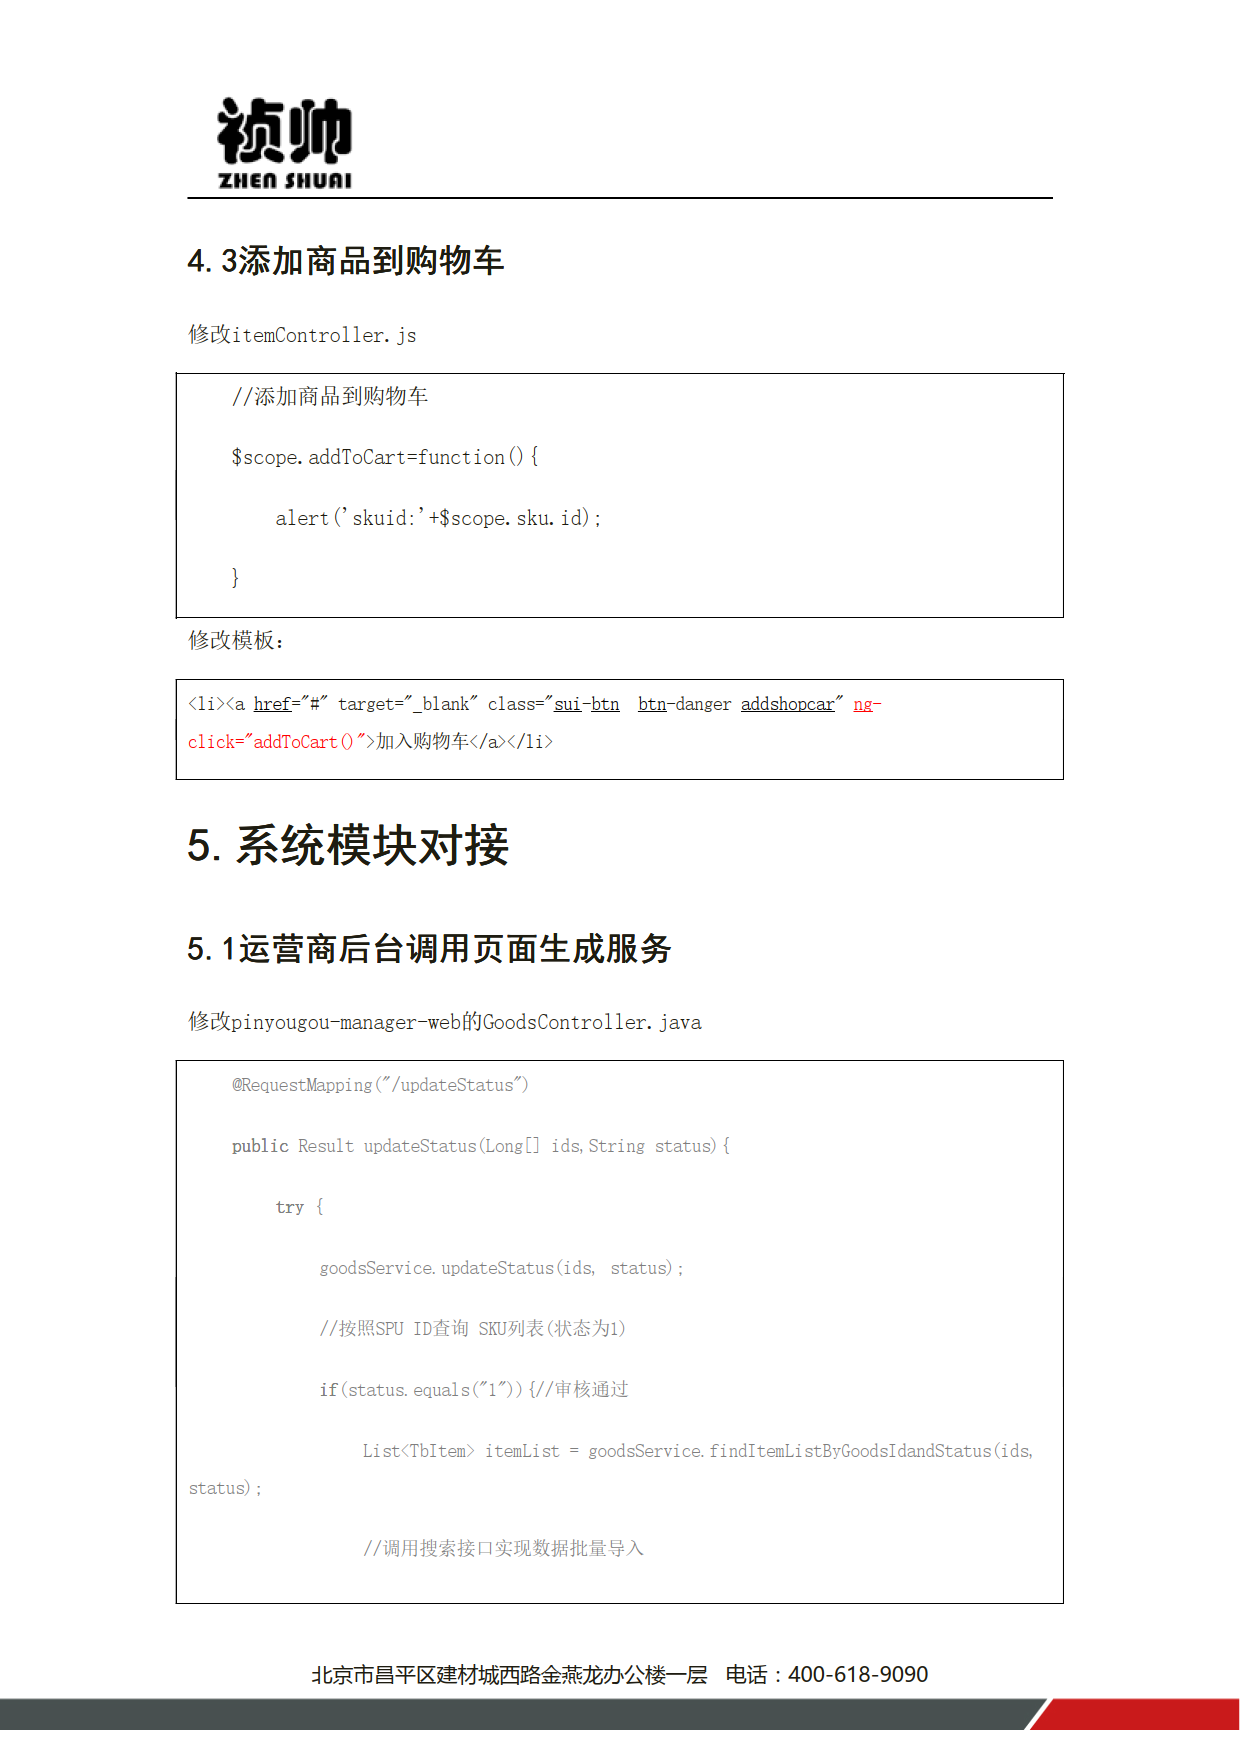 祯帅
ZHEN SHUAI
4.3添加商品到购物车
修改itemController.js
//添加商品到购物车
$scope.addToCart=function(){
alert('skuid:'+$scope.sku.id);
}
修改模板：
<li><a href="#" target="_blank" class="sui-btn  btn-danger addshopcar" ng-
click="addToCart()">加入购物车</a></li>
5.系统模块对接
5.1运营商后台调用页面生成服务
修改pinyougou-manager-web的GoodsController.java
@RequestMapping("/updateStatus")
public Result updateStatus(Long[] ids,String status){
try {
goodsService.updateStatus(ids, status);
//按照SPU ID查询 SKU列表(状态为1)
if(status.equals("1")){//审核通过
List<TbItem> itemList = goodsService.findItemListByGoodsIdandStatus(ids,
status);
//调用搜索接口实现数据批量导入
北京市昌平区建材城西路金燕龙办公楼一层   电话：400-618-9090